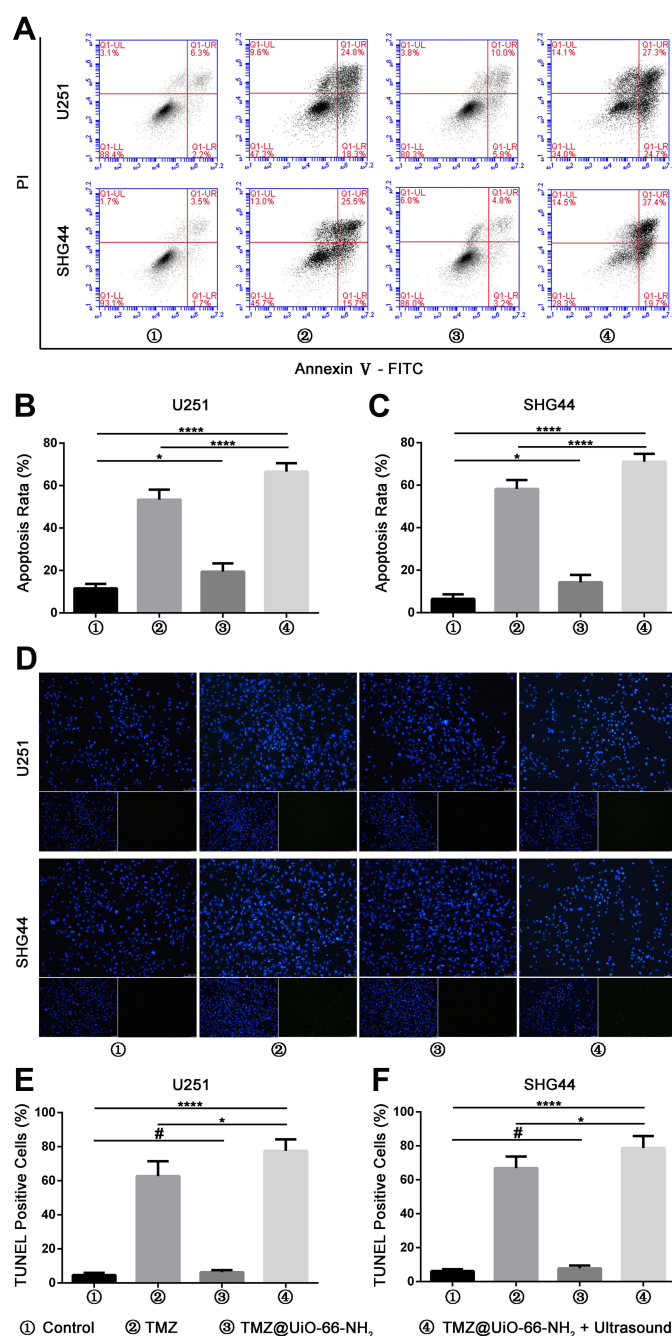 A
Q1-UL Q1-UR Q1-UL Q1-UR Q1-UL Q1-UR Q1-UL Q1-UR
3.1% 6.3% 9.6% 24.8% 3.8% 10.0% 14.1% 27.3%
U251
Q1-LL Q1-LR Q1-LL Q1-LR Q1-LL Q1-LR Q1-LL Q1-LR
88.4% 2.2% 47.3% 18.3% 80.3% 5.9% 34.0% 24.7%
PI
Q1-UL Q1-UR Q1-UL Q1-UR Q1-UL Q1-UR Q1-UL Q1-UR
1.7% 3.5% 13.0% 25.5% 6.0% 4.8% 14.5% 37.4%
SHG44
Q1-LL Q1-LR Q1-LL Q1-LR Q1-LL Q1-LR Q1-LL Q1-LR
93.1% 1.7% 45.7% 15.7% 86.0% 3.2% 28.3% 19.7%
① ② ③ ④
Annexin V - FITC
B
U251
Apoptosis Rata (%)
80
60
40
20
0
****
****
*
① ② ③ ④
C
SHG44
Apoptosis Rata (%)
80
60
40
20
0
****
****
*
① ② ③ ④
D
U251
SHG44
① ② ③ ④
E
U251
TUNEL Positive Cells (%)
100
80
60
40
20
0
****
*
#
① ② ③ ④
F
SHG44
TUNEL Positive Cells (%)
100
80
60
40
20
0
****
*
#
① ② ③ ④
① Control ② TMZ ③ TMZ@UiO-66-NH₂ ④ TMZ@UiO-66-NH₂ + Ultrasound